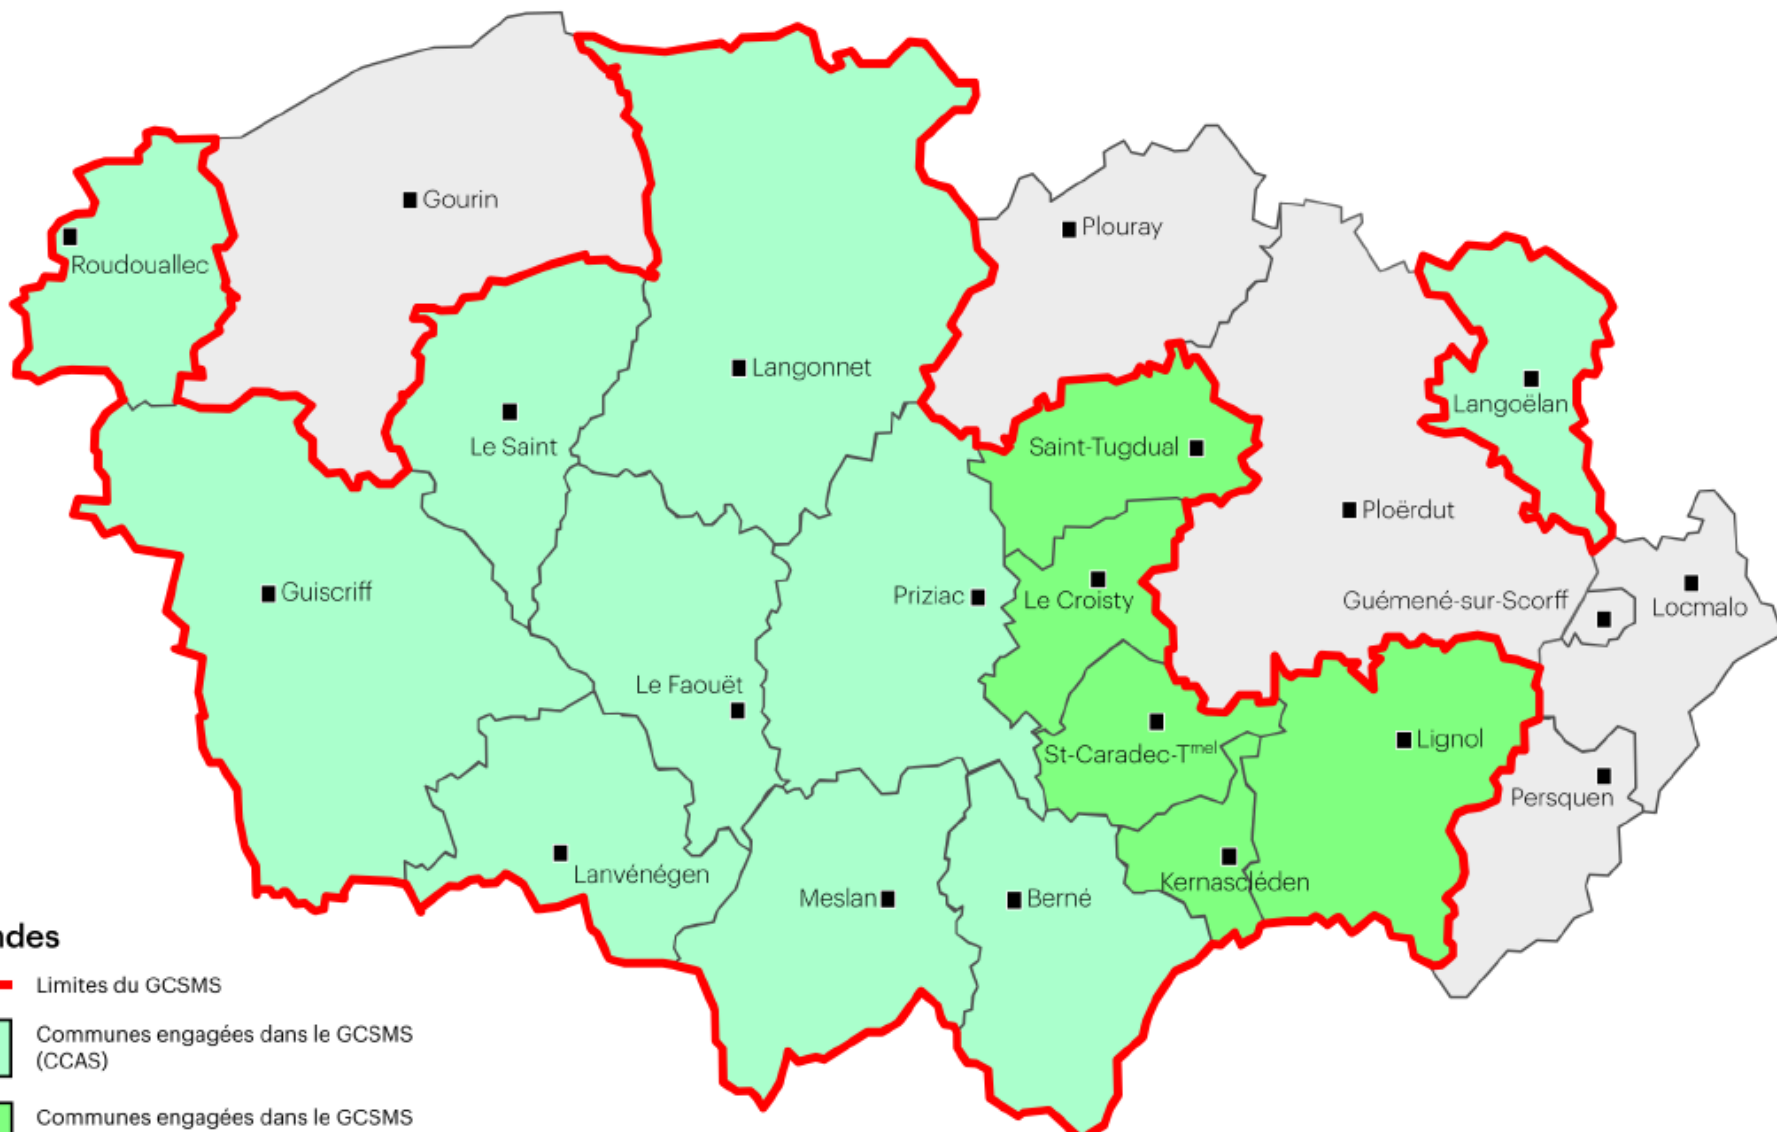 Gourin
Plouray
Roudouallec
Langonnet
Langoëlan
Le Saint
Saint-Tugdual
Ploërdut
Guiscriff
Priziac
Le Croisty
Guémené-sur-Scorff
Locmalo
Le Faouët
St-Caradec-Tmel
Lignol
Persquen
Lanvénégen
Meslan
Berné
Kernascléden
Limites du GCSMS
Communes engagées dans le GCSMS
(CCAS)
Communes engagées dans le GCSMS